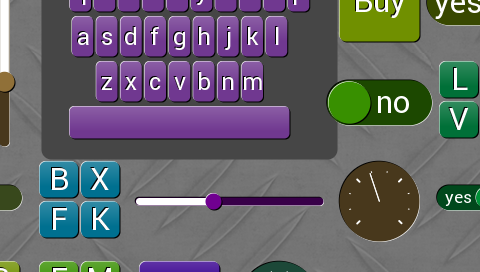 Buy yes
a s d f g h j k l
z x c v b n m
no
L
V
B X
F K
yes